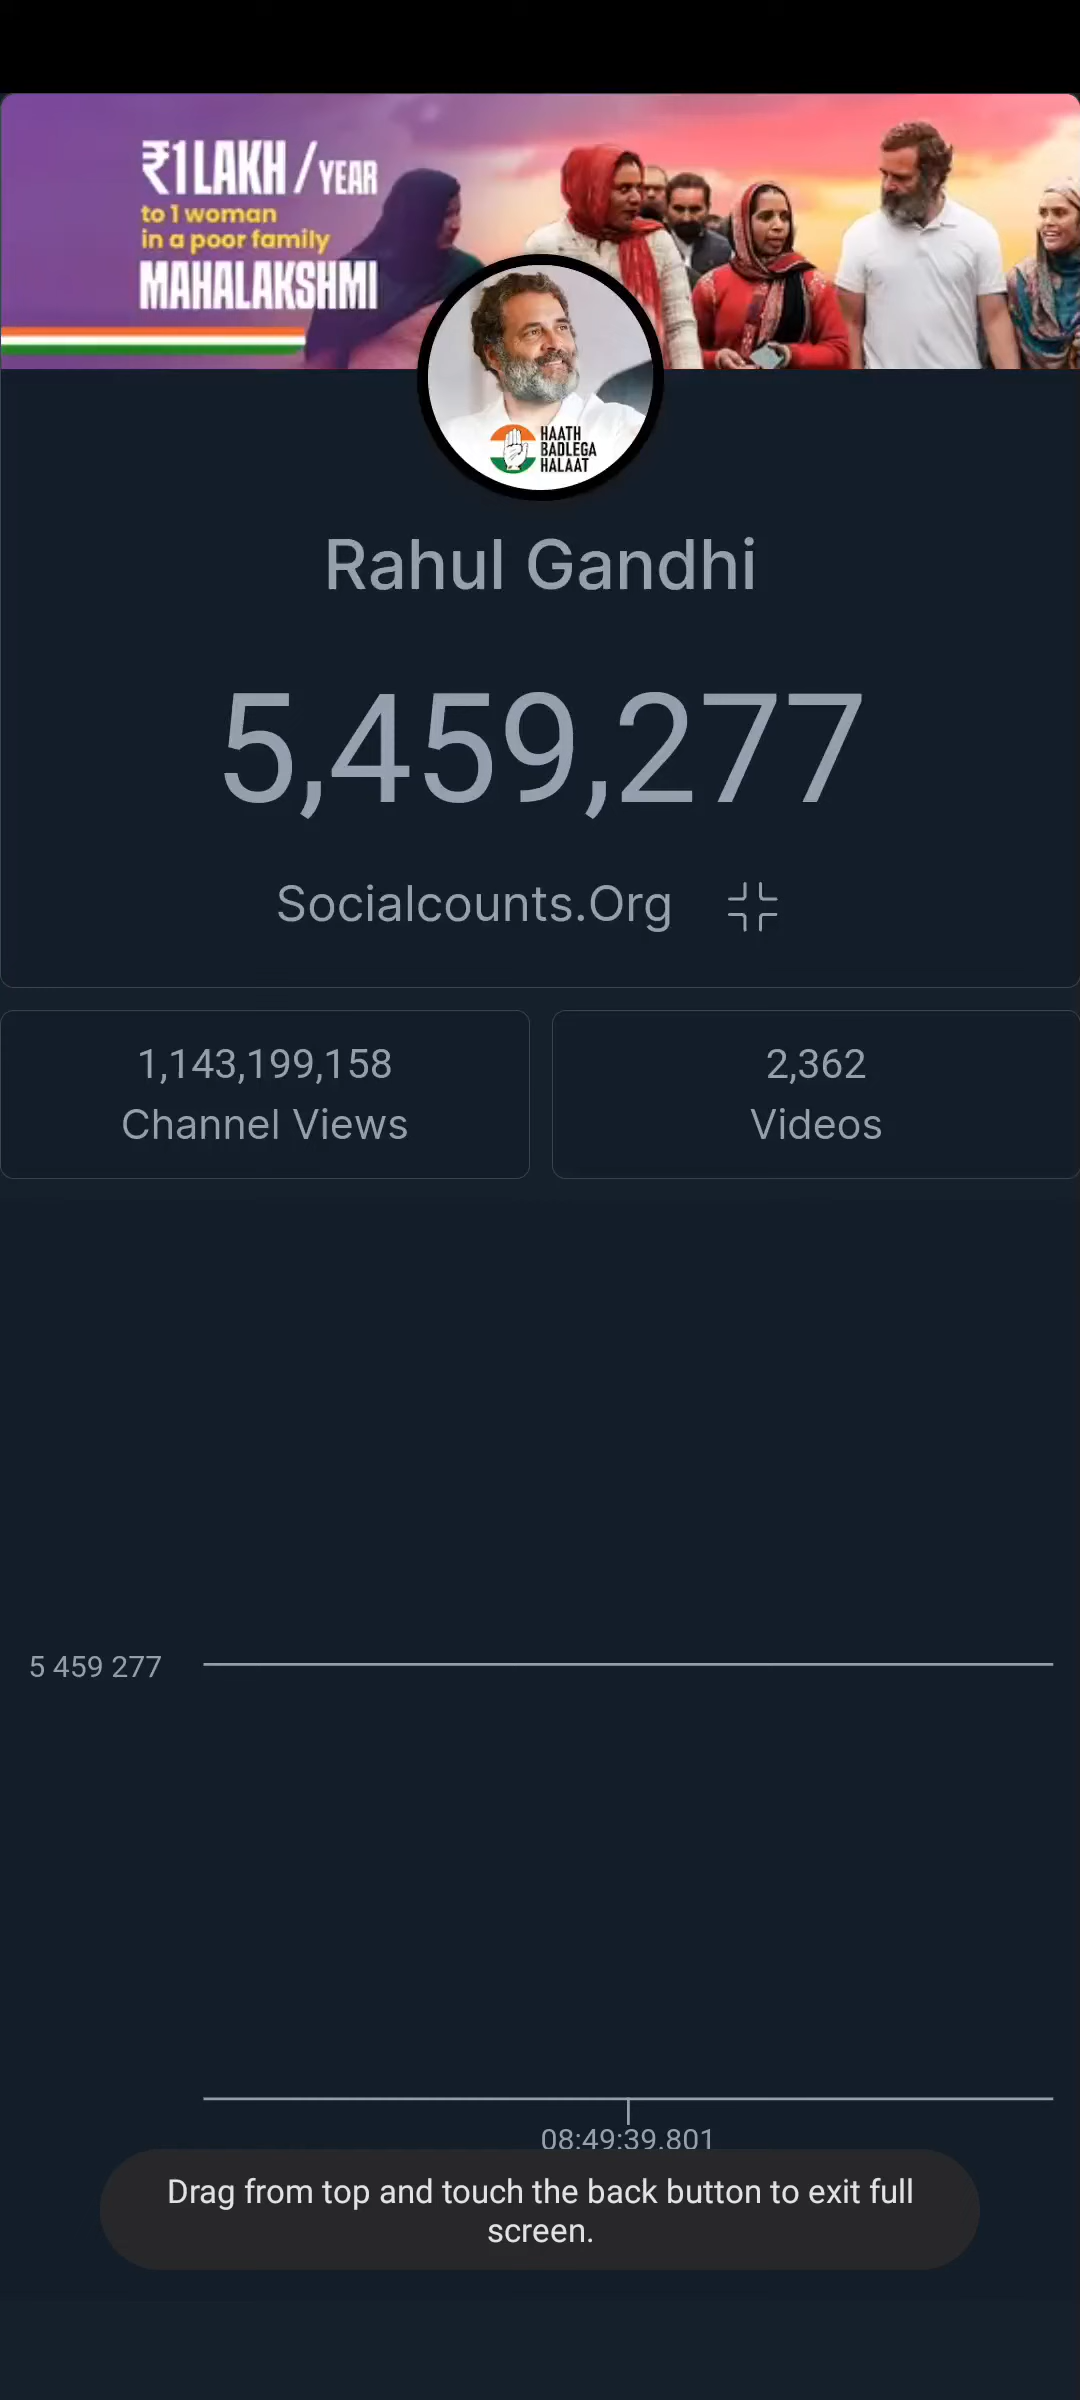 ₹1 LAKH / YEAR
to 1 woman
in a poor family
MAHALAKSHMI
HAATH
BADLEGA
HALAAT
Rahul Gandhi
5,459,277
Socialcounts.Org
1,143,199,158
Channel Views
2,362
Videos
5 459 277
08:49:39.801
Drag from top and touch the back button to exit full
screen.